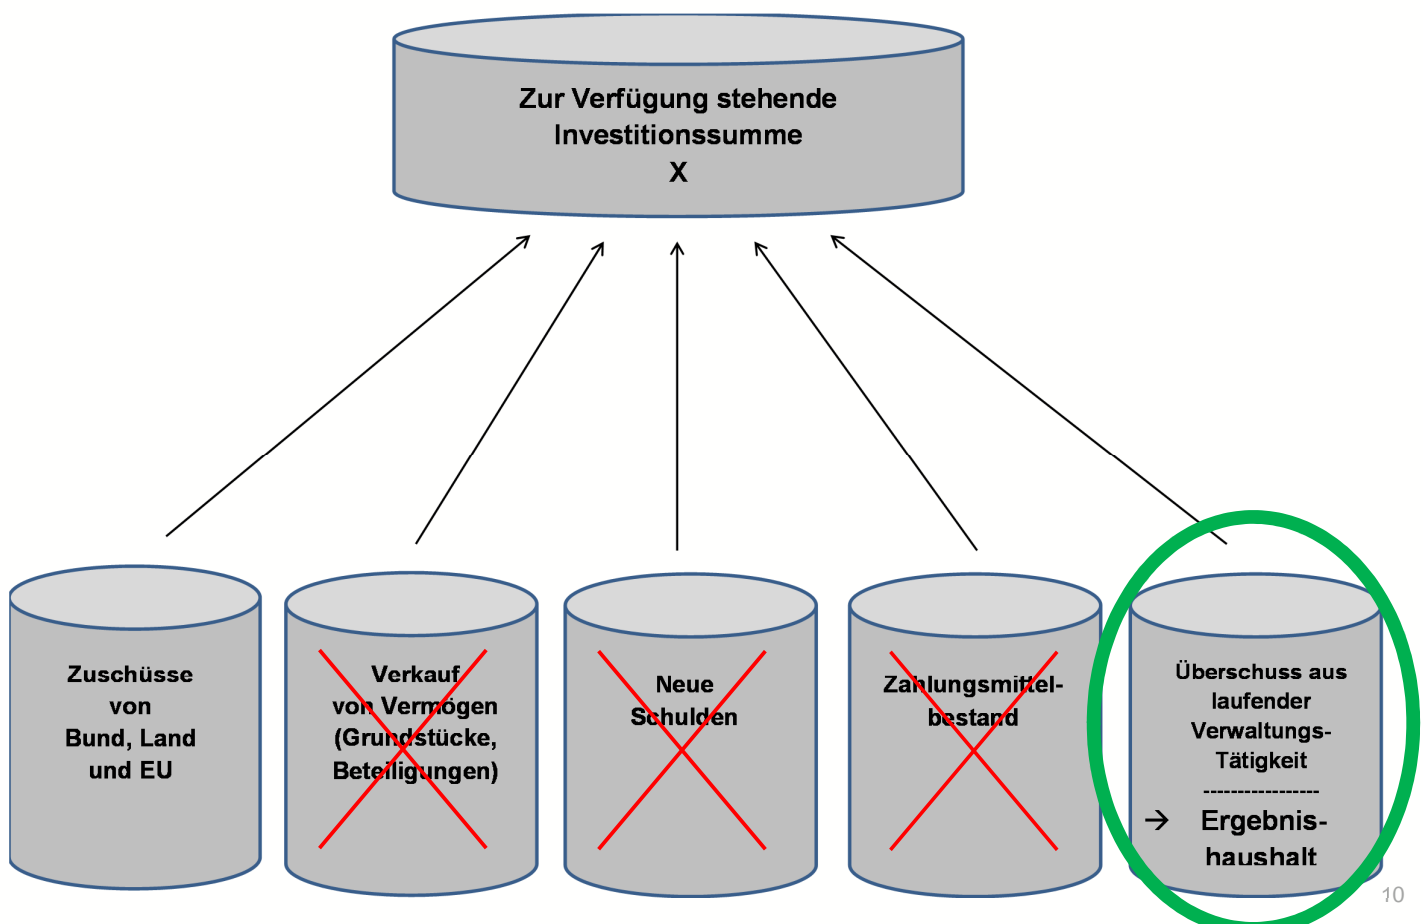 Zur Verfügung stehende
Investitionssumme
X
Zuschüsse
von
Bund, Land
und EU
Verkauf
von Vermögen
(Grundstücke,
Beteiligungen)
Neue
Schulden
Zahlungsmittel-
bestand
Überschuss aus
laufender
Verwaltungs-
Tätigkeit
-----------------
→ Ergebnis-
haushalt
10